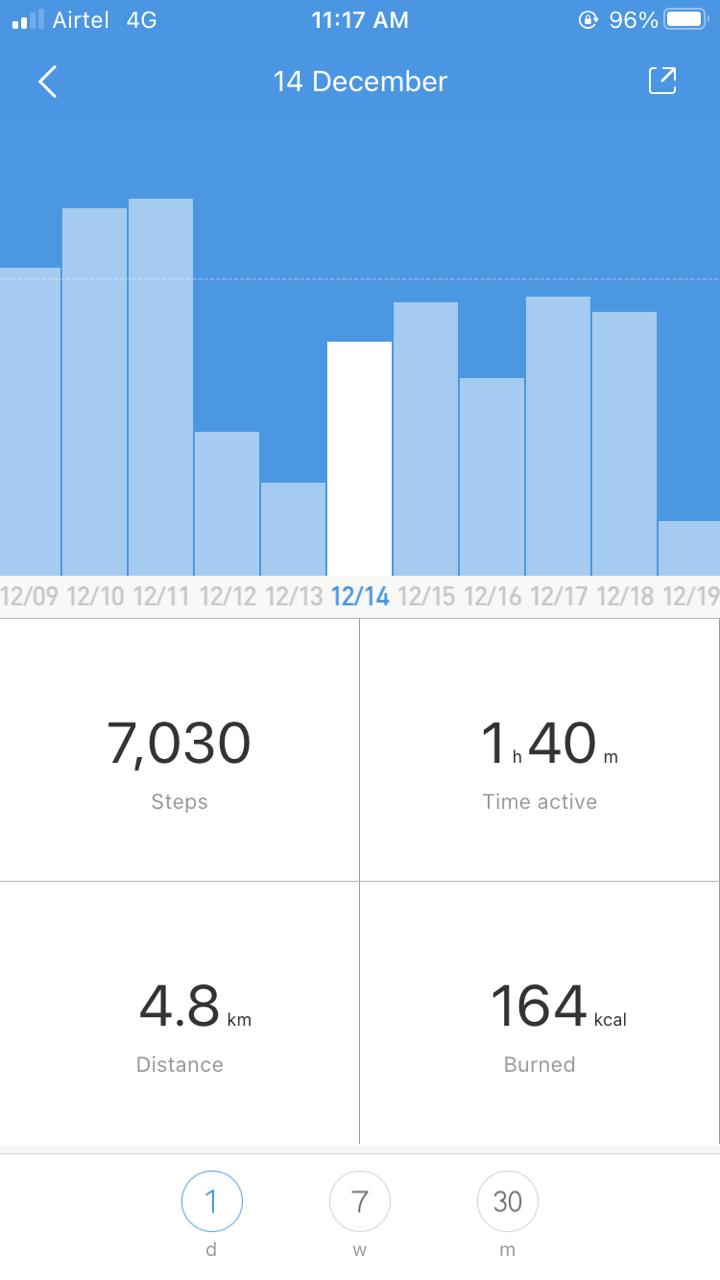 Airtel 4G 11:17 AM 96%
14 December
12/09 12/10 12/11 12/12 12/13 12/14 12/15 12/16 12/17 12/18 12/19
7,030 1 h 40 m
Steps Time active
4.8 km 164 kcal
Distance Burned
1 7 30
d w m